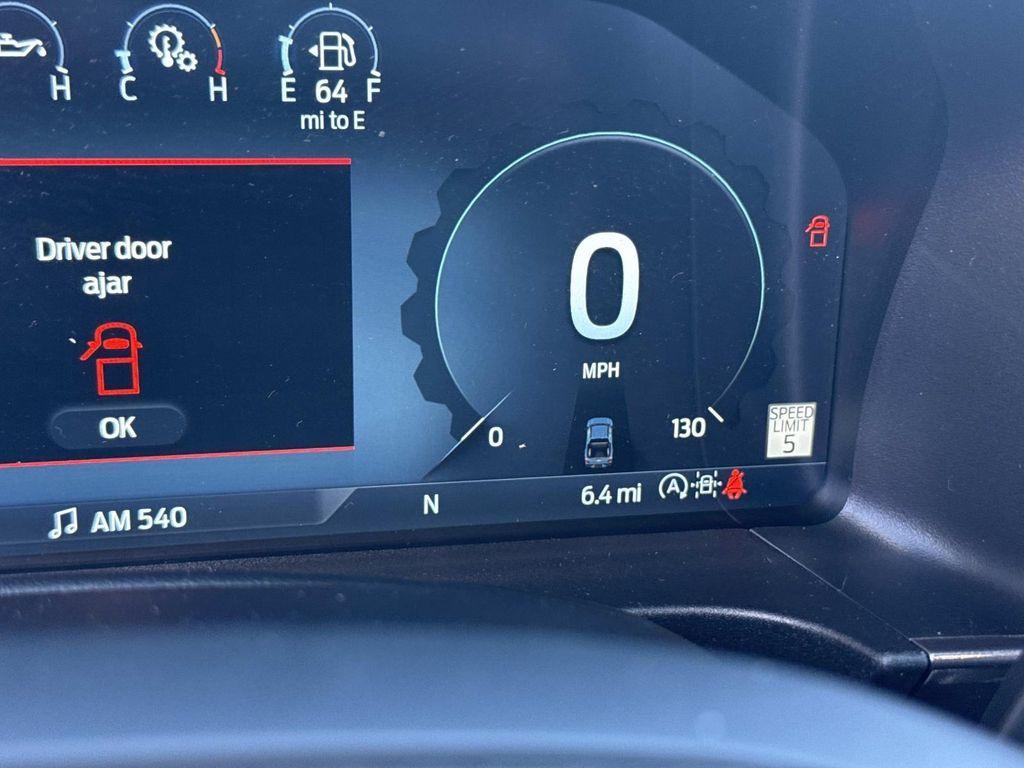 H
C
H
E
64
F
mi to E
Driver door
ajar
OK
0
MPH
0
130
SPEED
LIMIT
5
AM 540
N
6.4 mi
A